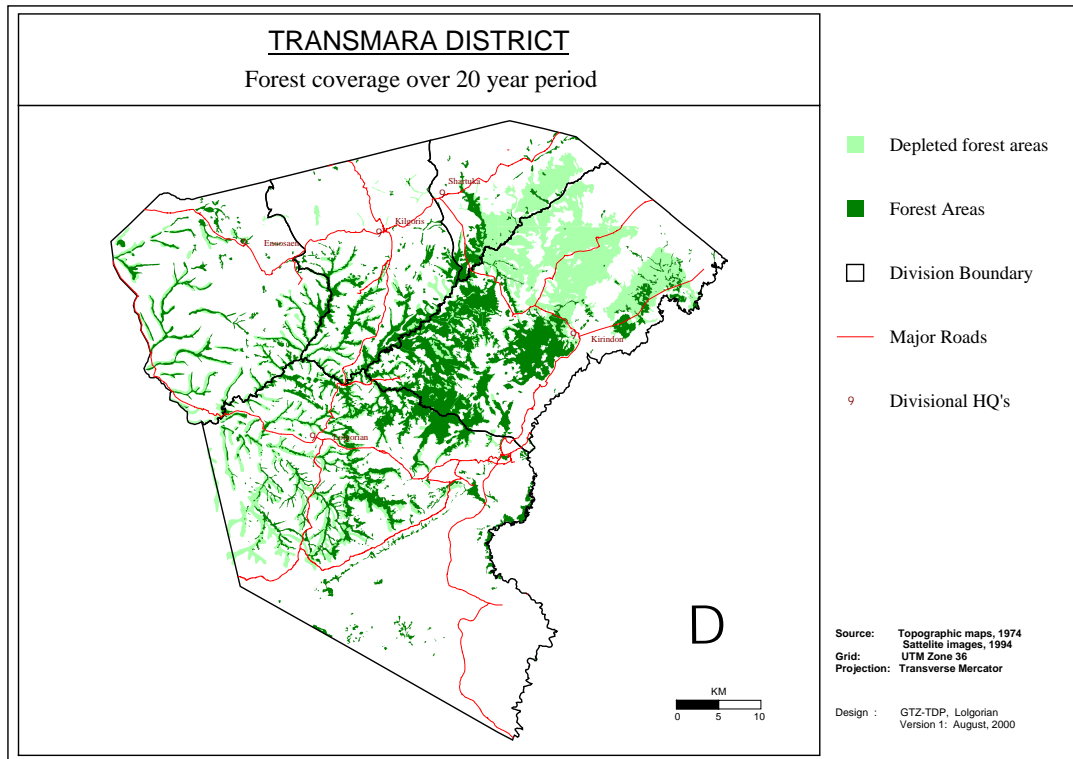 TRANSMARA DISTRICT
Forest coverage over 20 year period
Shartuka
Kilgoris
Enoosaen
Kirindon
Lolgorian
D
KM
0 5 10
Depleted forest areas
Forest Areas
Division Boundary
Major Roads
Divisional HQ's
Source: Topographic maps, 1974
Sattelite images, 1994
Grid: UTM Zone 36
Projection: Transverse Mercator
Design : GTZ-TDP, Lolgorian
Version 1: August, 2000